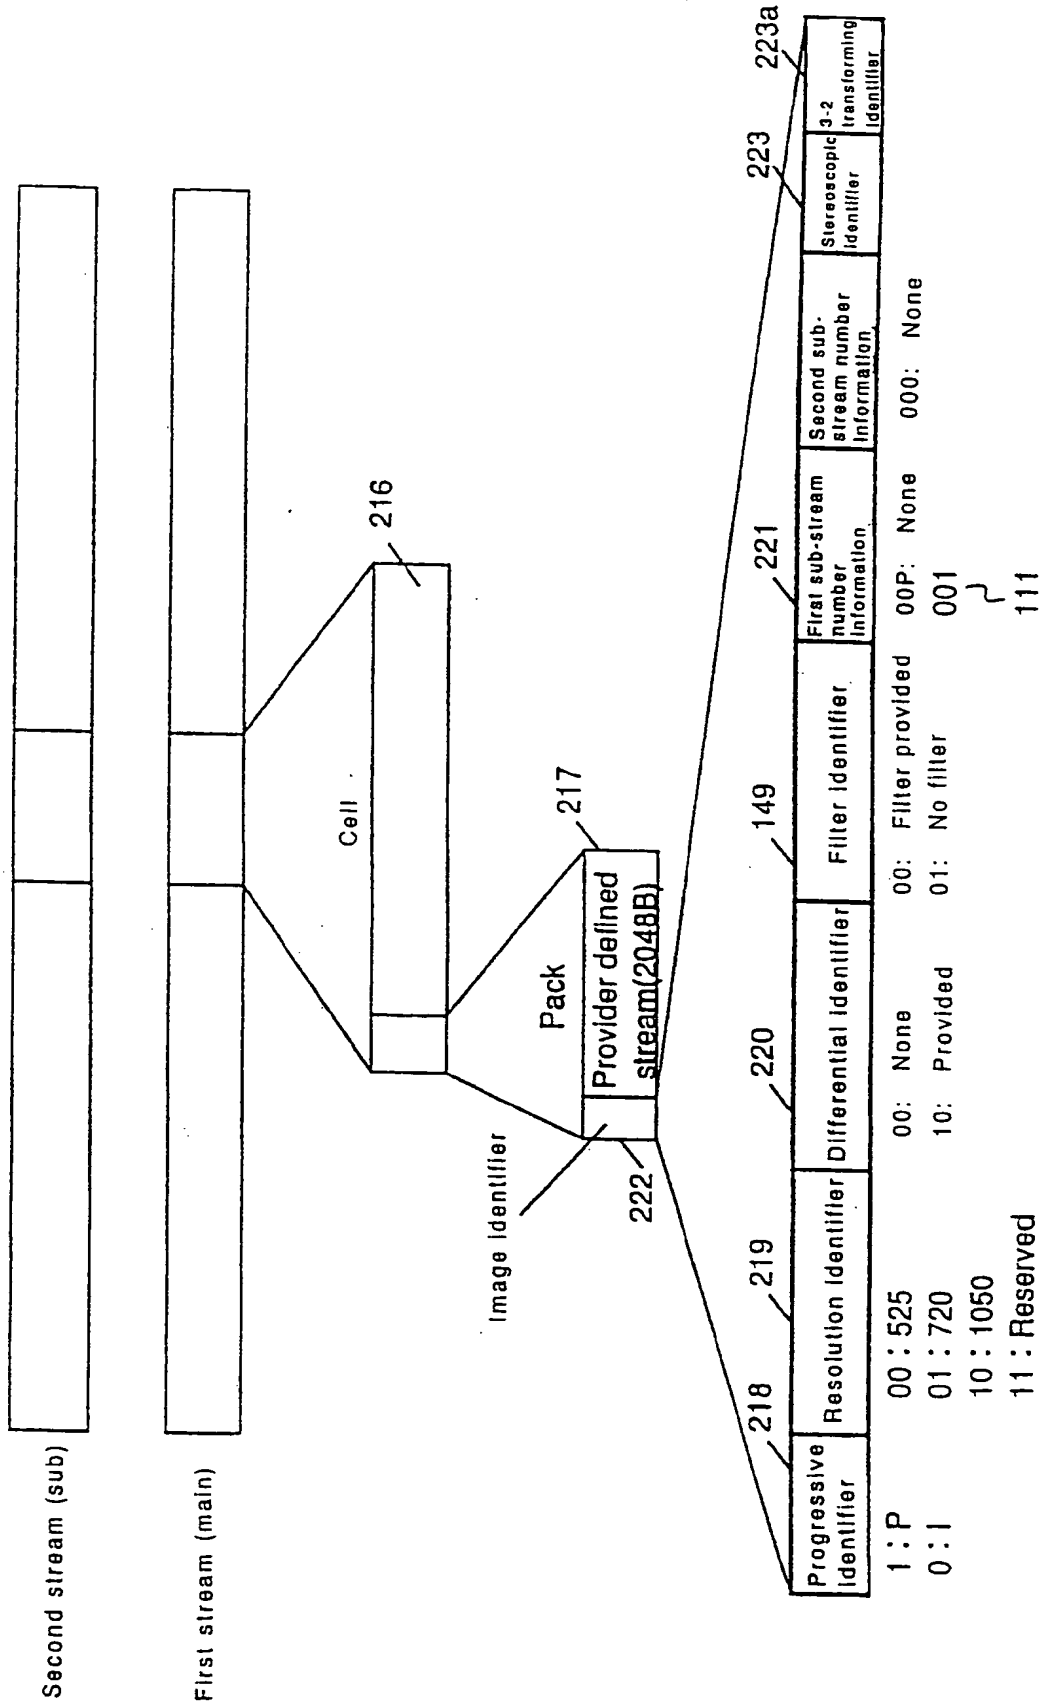 Second stream (sub)
First stream (main)
Cell
216
Pack
217
Provider defined
stream(2048B)
Image identifier
222
218
219
220
149
221
223
223a
Progressive
identifier
Resolution identifier
Differential identifier
Filter identifier
First sub-stream
number
information
Second sub-
stream number
information
Stereoscopic
identifier
3-2
transforming
identifier
1 : P
0 : I
00 : 525
01 : 720
10 : 1050
11 : Reserved
00: None
10: Provided
00: Filter provided
01: No filter
00P: None
001
111
000: None